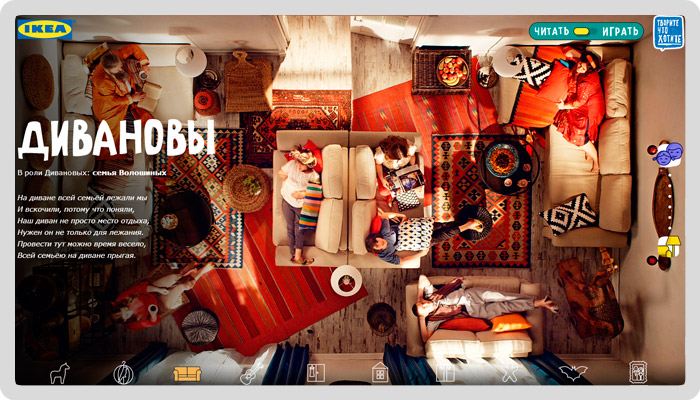 IKEA
ЧИТАТЬ ИГРАТЬ
ТВОРИТЕ
ЧТО
ХОТИТЕ
ДИВАНОВЫ
В роли Дивановых: семья Волошиных
На диване всей семьёй лежали мы
И вскочили, потому что поняли,
Наш диван не просто место отдыха,
Нужен он не только для лежания.
Провести тут можно время весело,
Всей семьёю на диване прыгая.